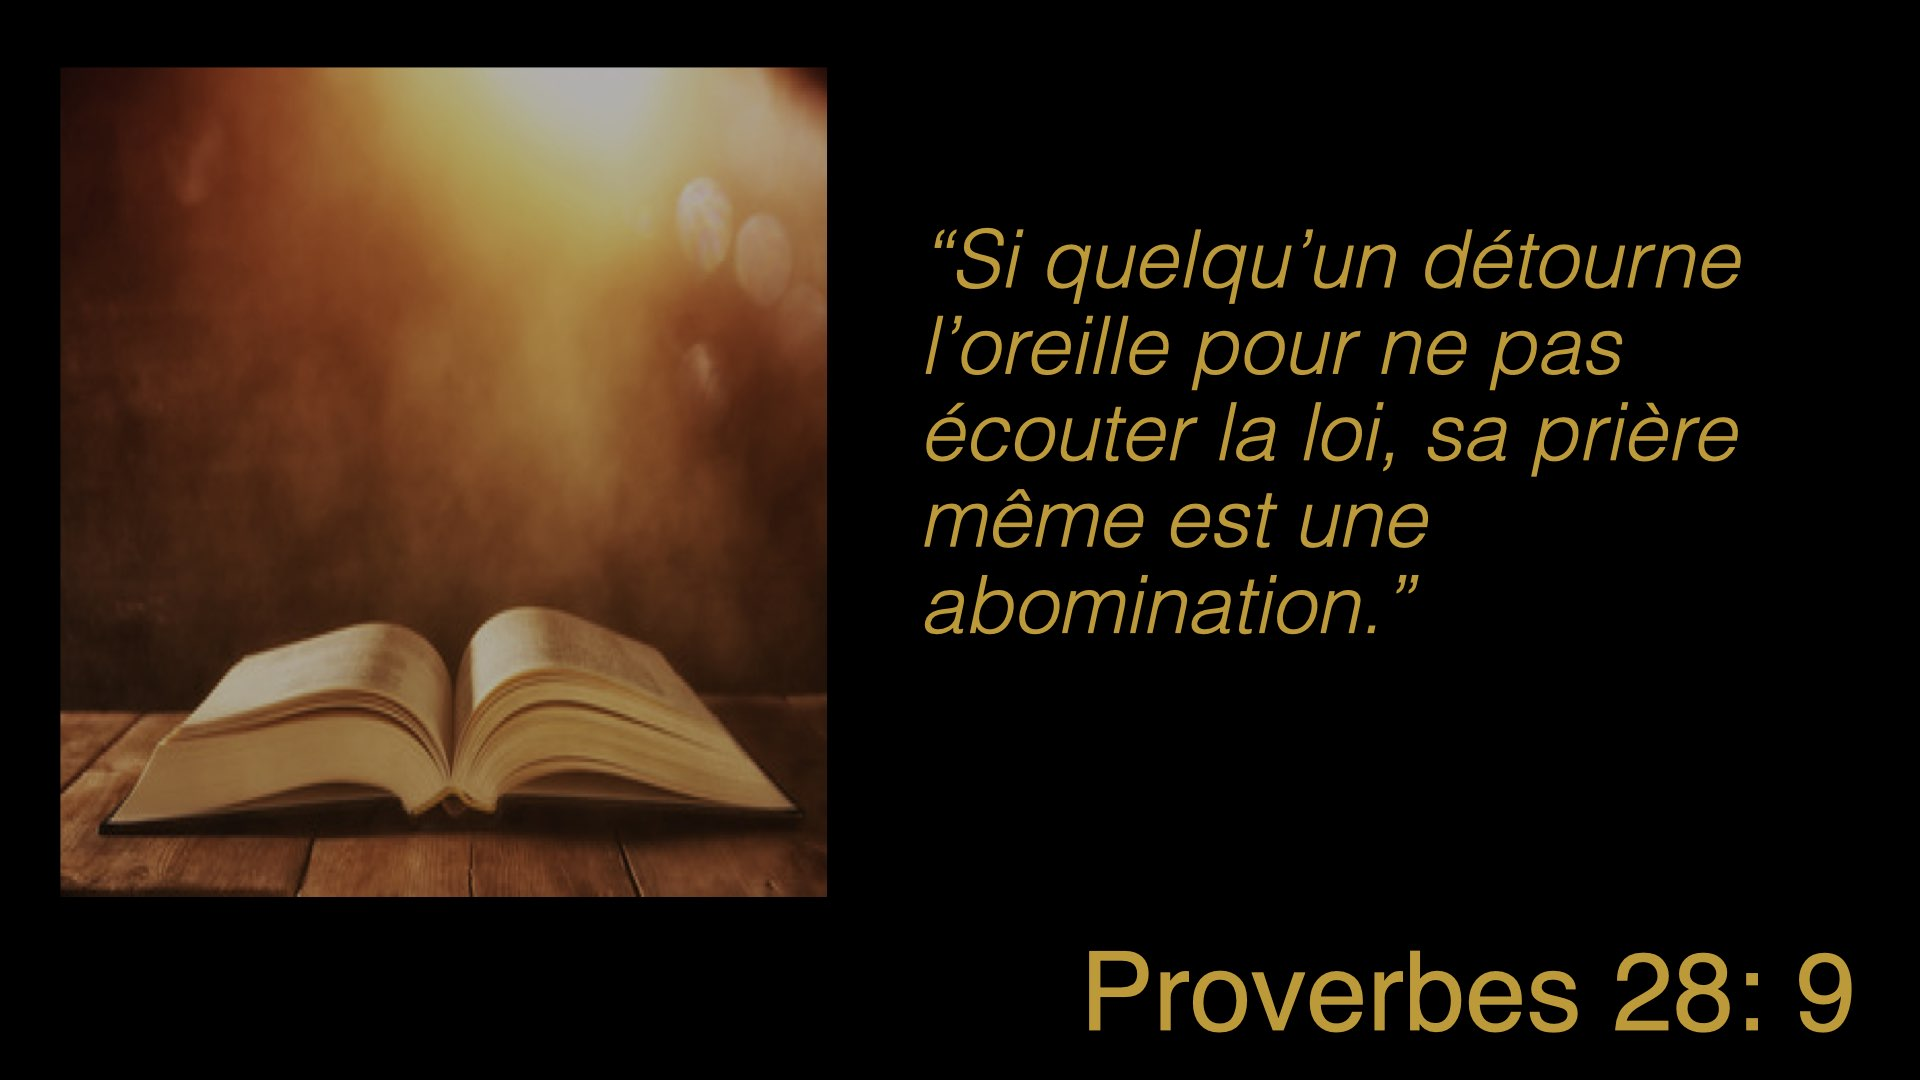 “Si quelqu’un détourne
l’oreille pour ne pas
écouter la loi, sa prière
même est une
abomination.”
Proverbes 28: 9